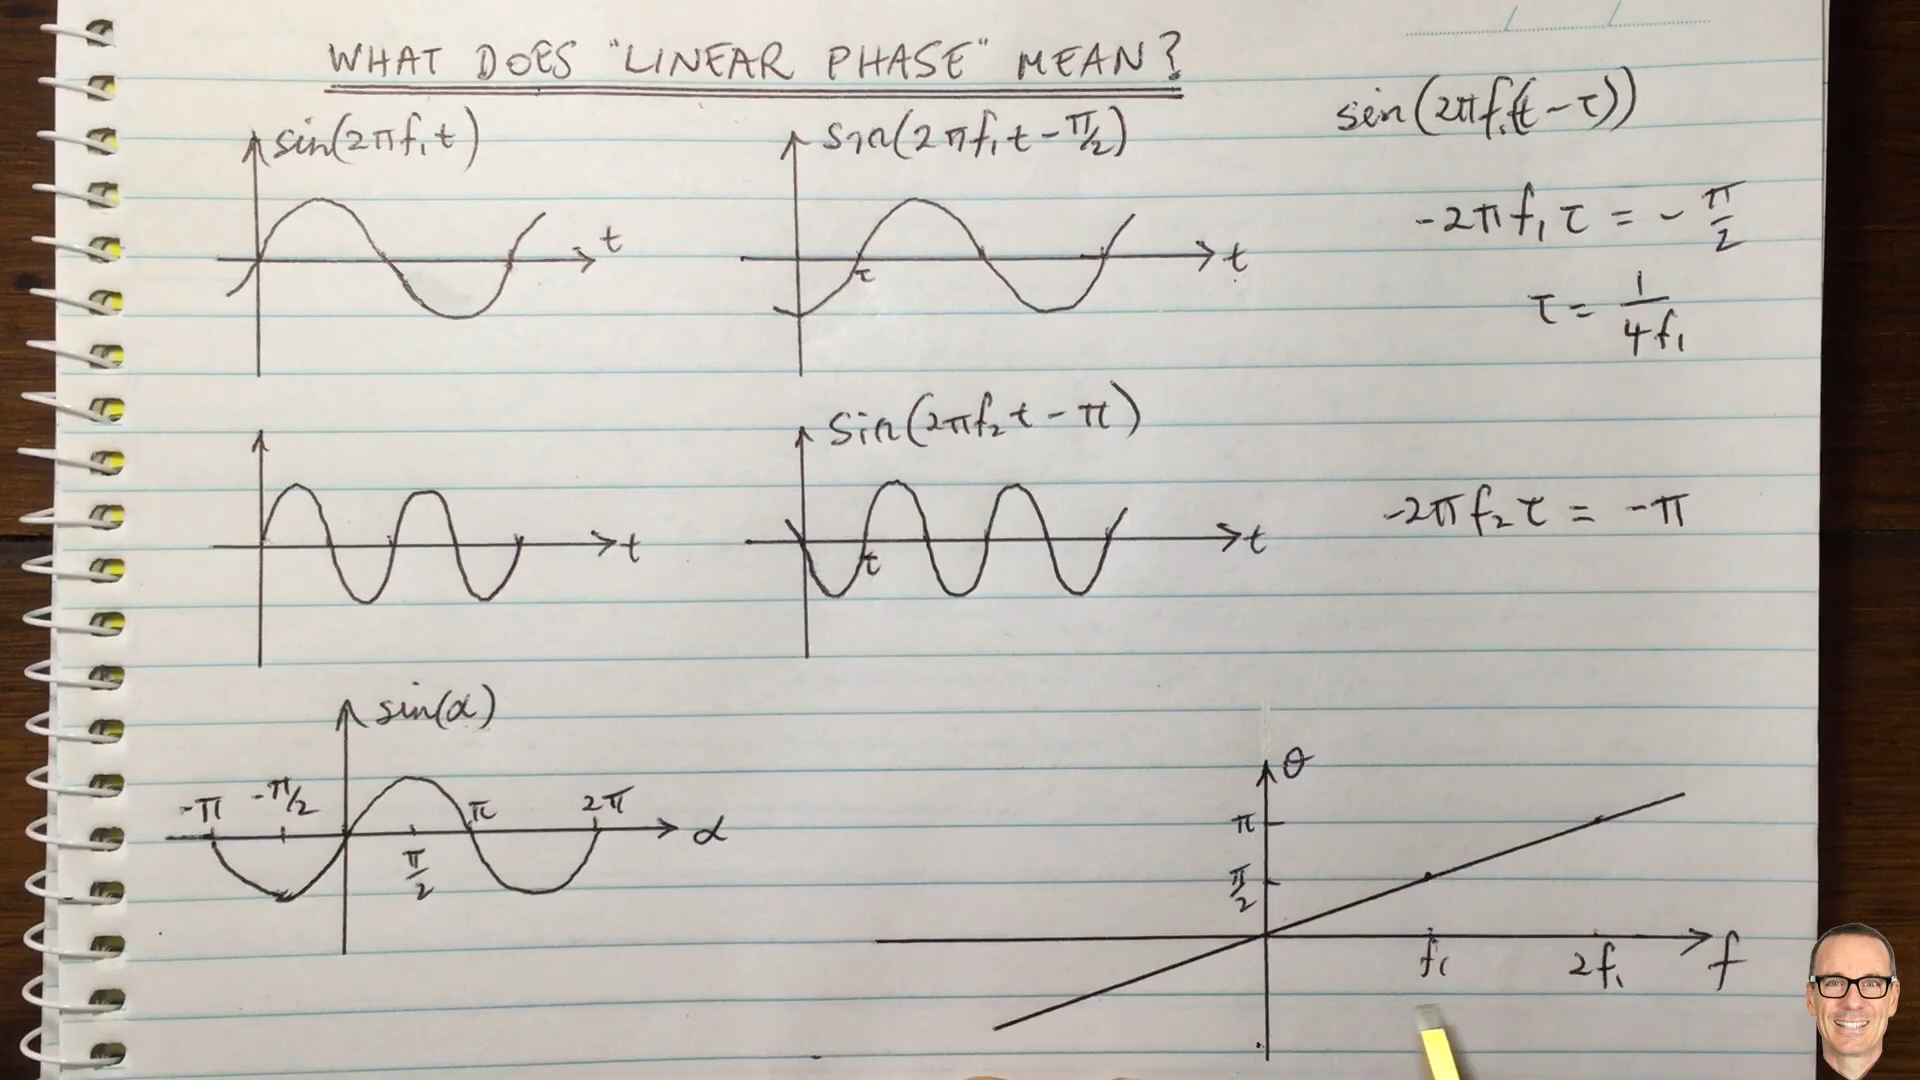 WHAT DOES "LINEAR PHASE" MEAN?
sin(2πf₁t)
sin(2πf₁t - π/2)
sin(2πf₁(t - τ))
t
t
τ
-2πf₁τ = -π/2
τ = 1/4f₁
sin(2πf₂t - π)
t
t
τ
-2πf₂τ = -π
sin(α)
-π
-π/2
π/2
π
2π
α
θ
π
π/2
f₁
2f₁
f